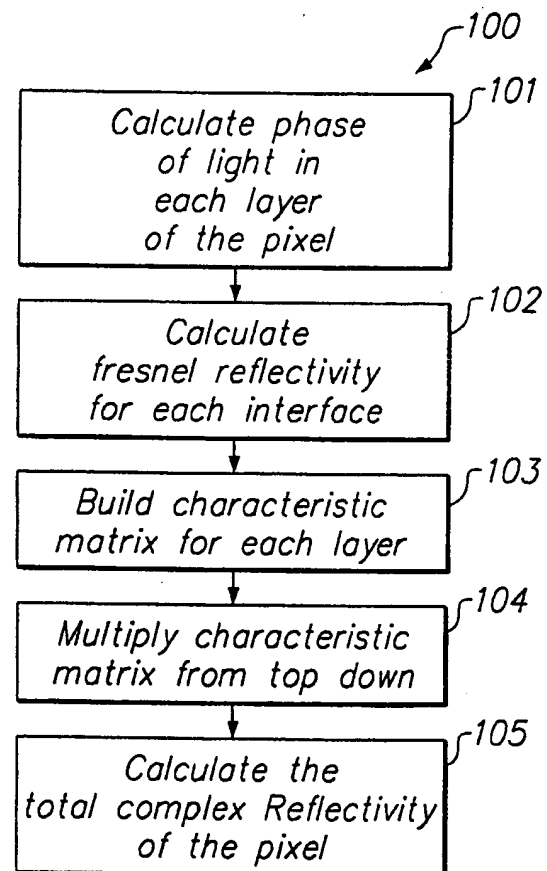 100
101
Calculate phase
of light in
each layer
of the pixel
102
Calculate
fresnel reflectivity
for each interface
103
Build characteristic
matrix for each layer
104
Multiply characteristic
matrix from top down
105
Calculate the
total complex Reflectivity
of the pixel